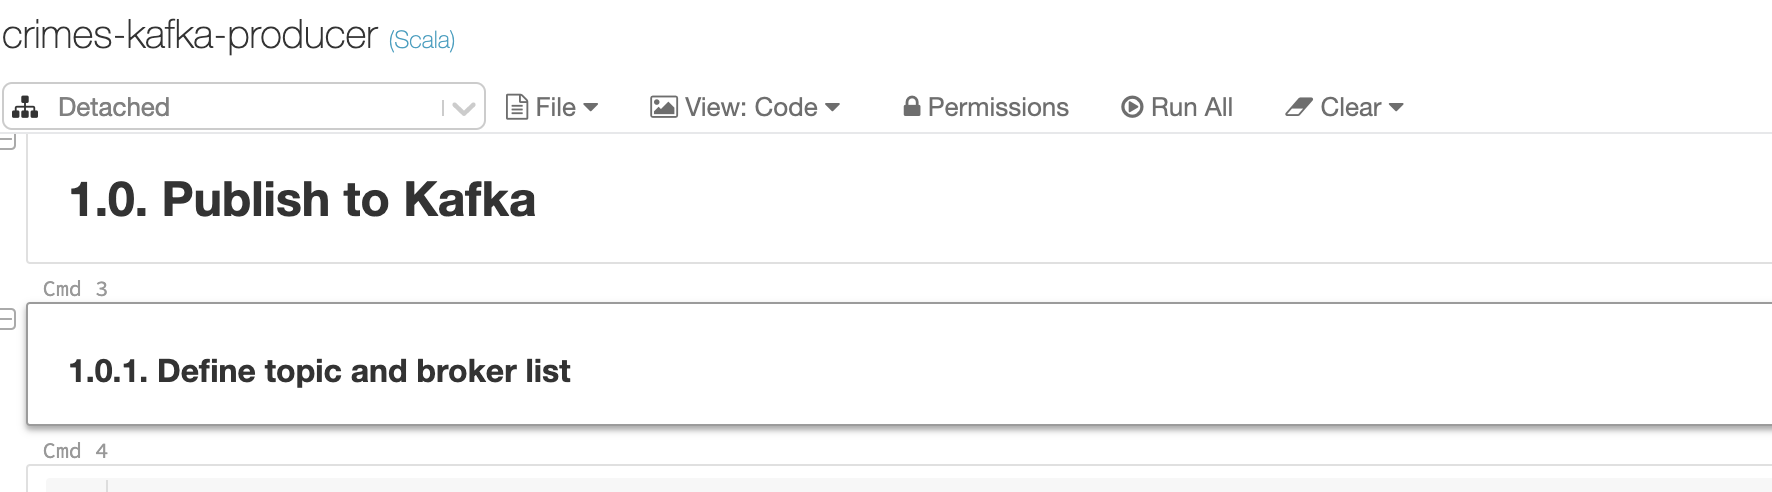 crimes-kafka-producer (Scala)
Detached File View: Code Permissions Run All Clear
1.0. Publish to Kafka
Cmd 3
1.0.1. Define topic and broker list
Cmd 4